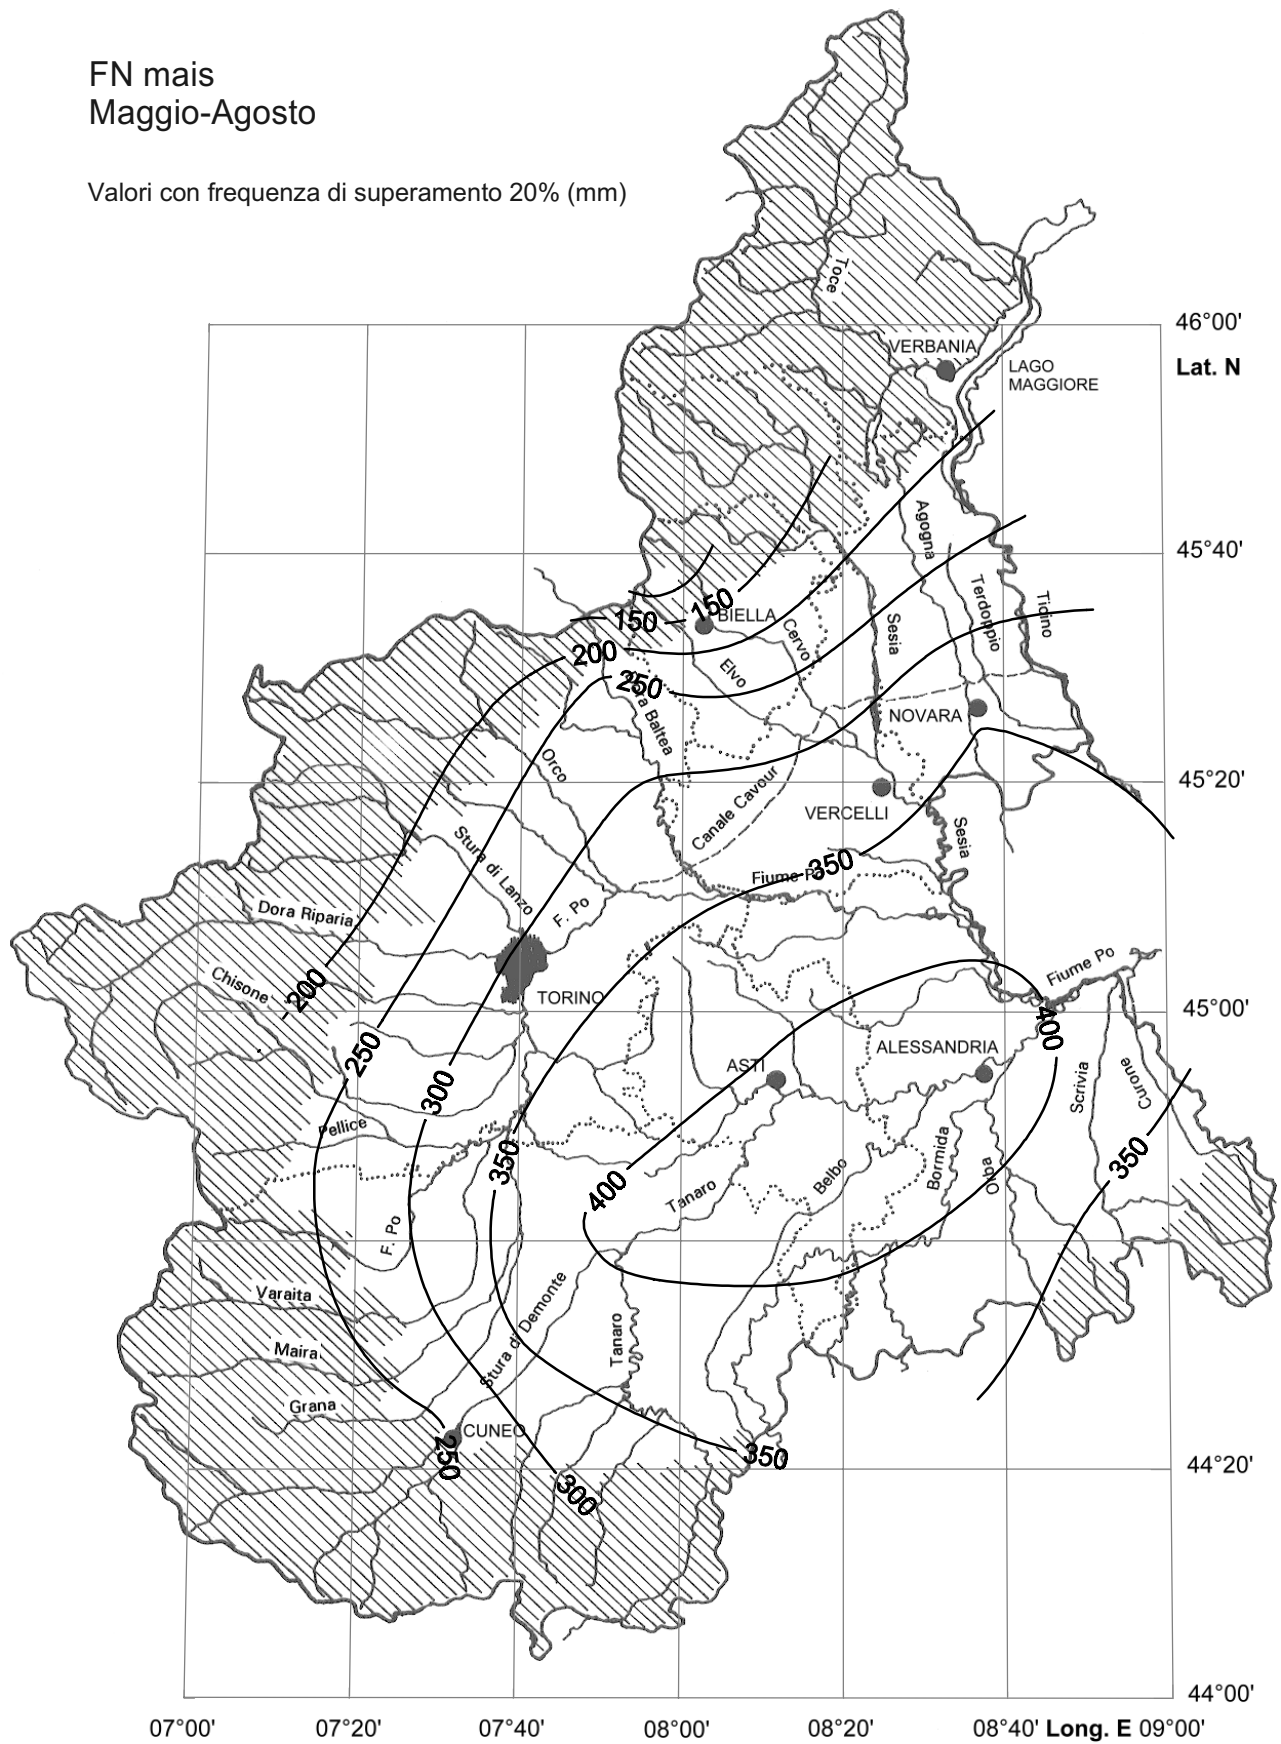 FN mais
Maggio-Agosto
Valori con frequenza di superamento 20% (mm)
Toce
46°00'
VERBANIA
LAGO
MAGGIORE
Lat. N
Agogna
45°40'
Terdoppio
Ticino
150
150
BIELLA
Cervo
Sesia
200
250
Elvo
Baltea
NOVARA
Orco
45°20'
Canale Cavour
VERCELLI
Sesia
Stura di Lanzo
350
Fiume Po
Dora Riparia
F. Po
Chisone
200
Fiume Po
TORINO
45°00'
400
250
ALESSANDRIA
ASTI
300
Scrivia
Curone
Pellice
350
350
400
Tanaro
Belbo
Bormida
Orba
F. Po
Varaita
Stura di Demonte
Maira
Tanaro
Grana
CUNEO
250
350
44°20'
300
44°00'
07°00'
07°20'
07°40'
08°00'
08°20'
08°40'
Long. E
09°00'